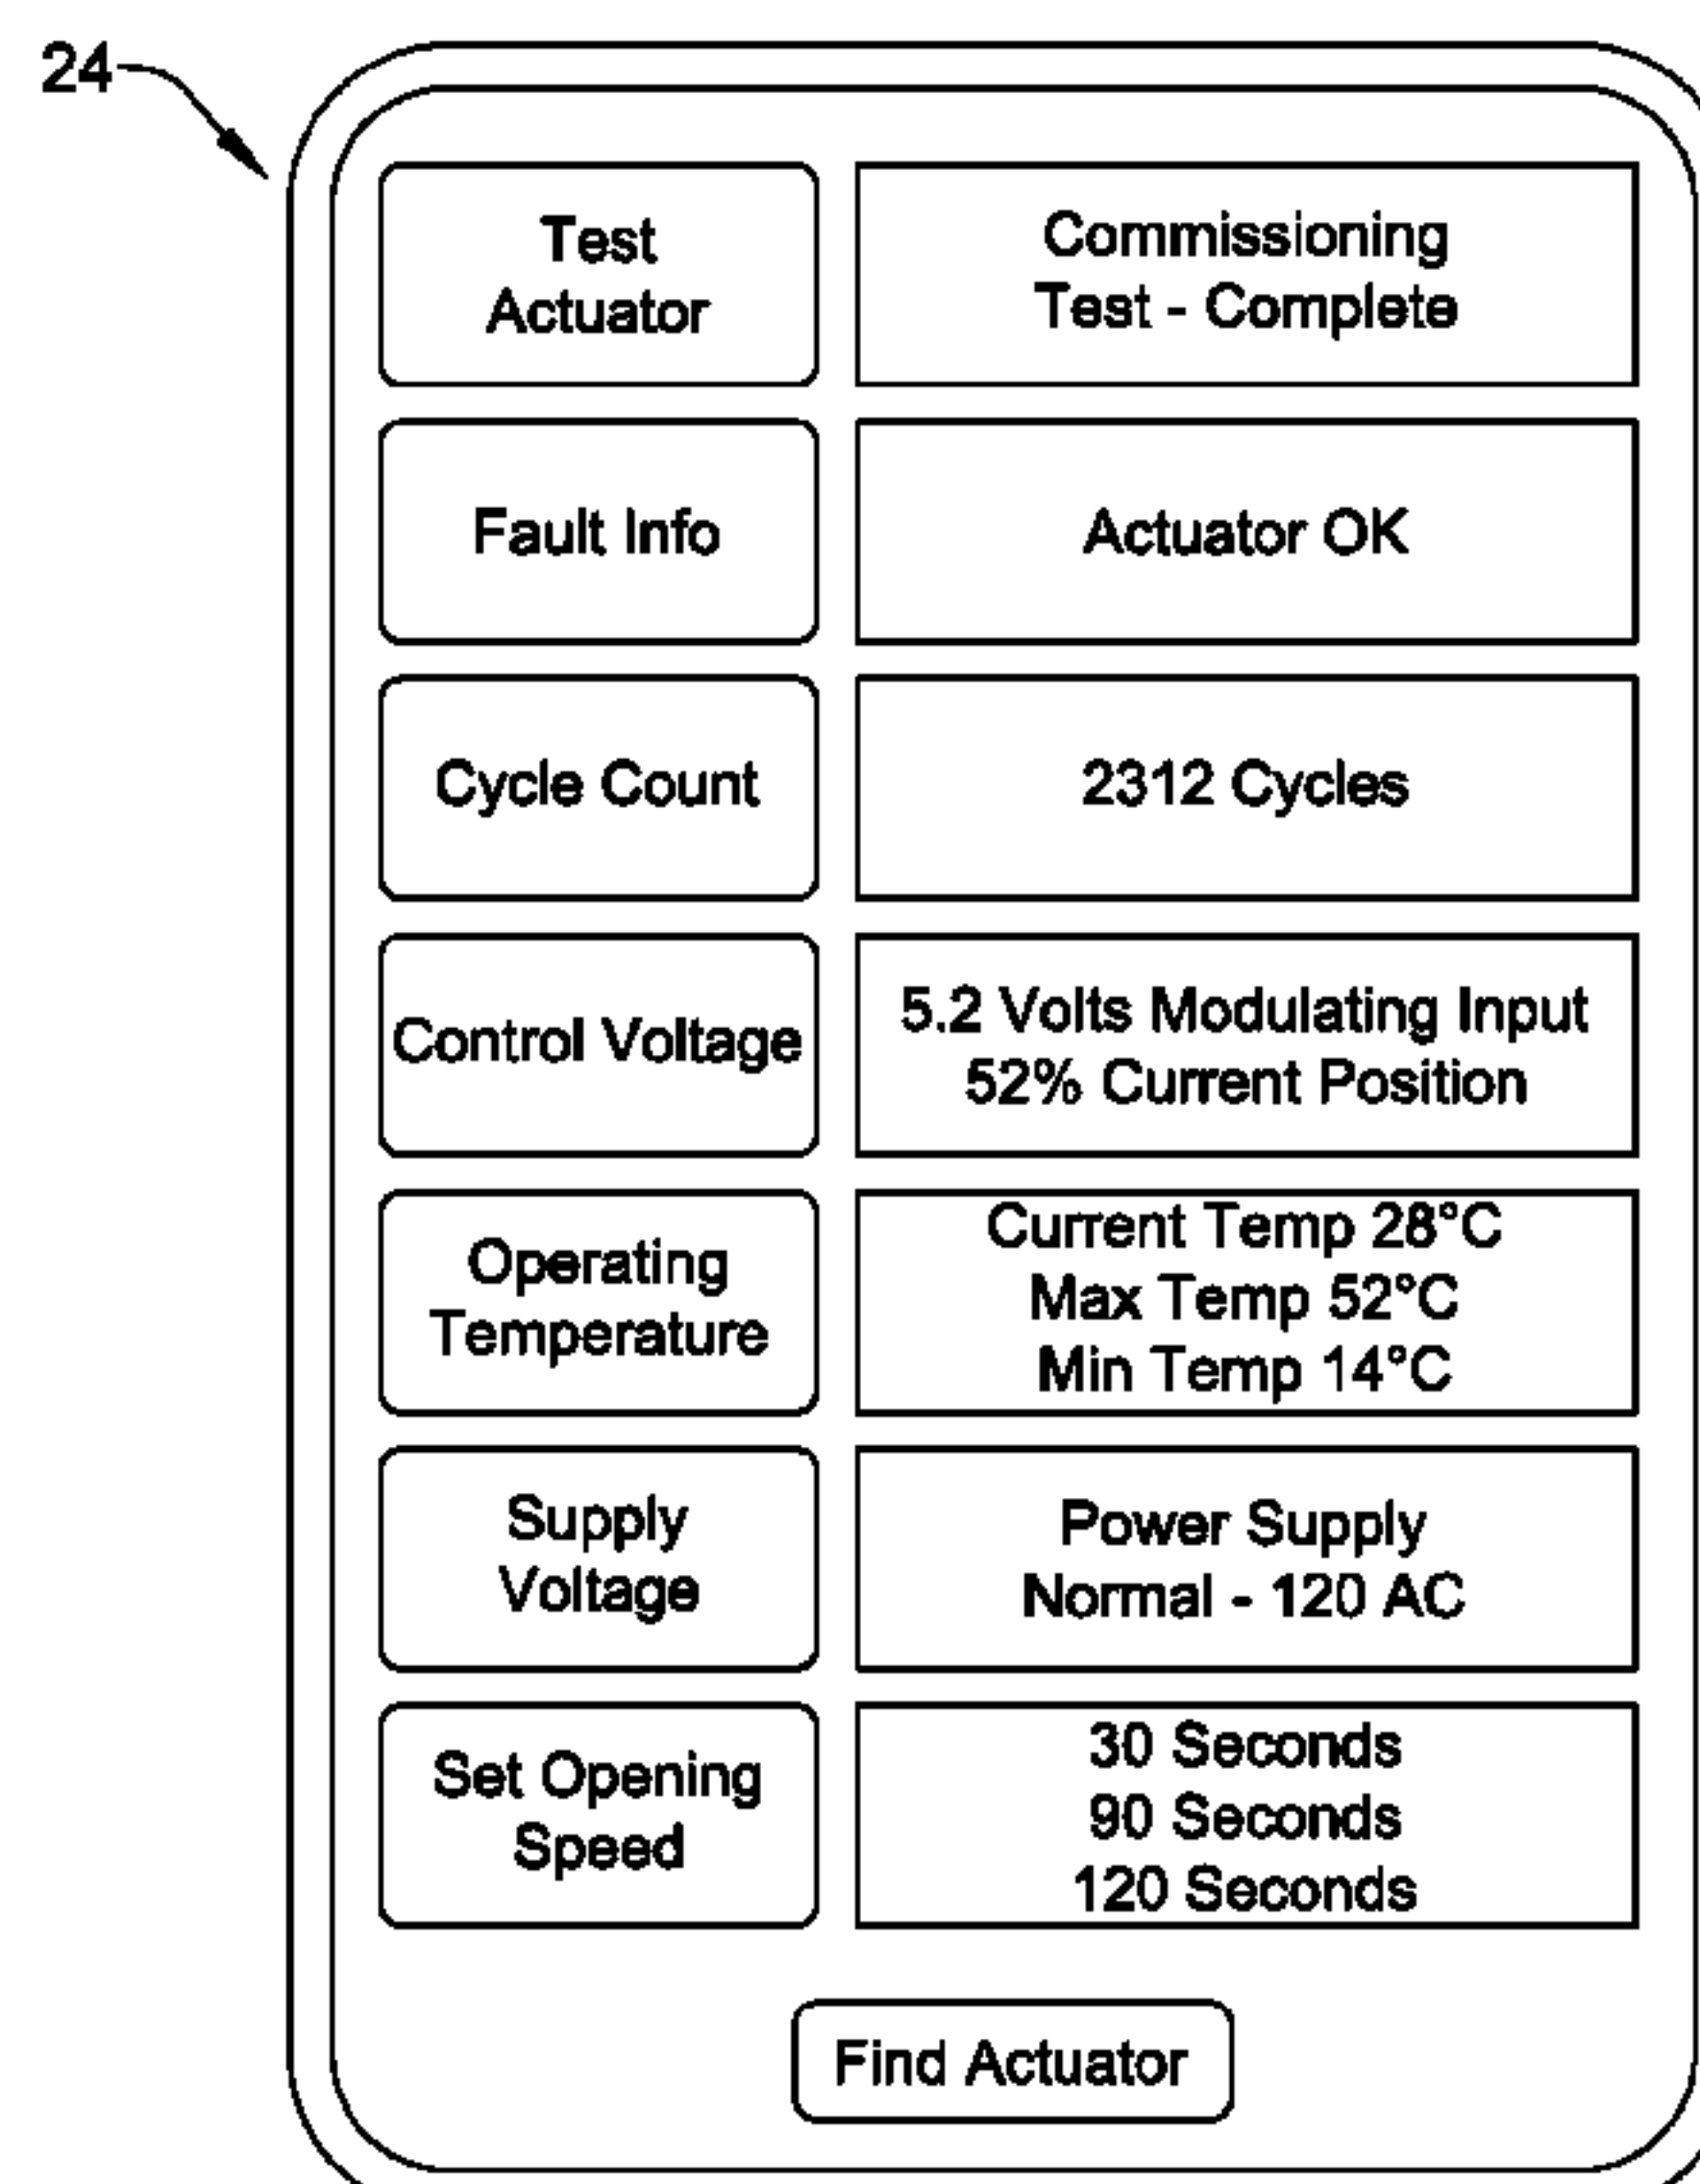 24
Test
Actuator
Commissioning
Test - Complete
Fault Info
Actuator OK
Cycle Count
2312 Cycles
Control Voltage
5.2 Volts Modulating Input
52% Current Position
Operating
Temperature
Current Temp 28°C
Max Temp 52°C
Min Temp 14°C
Supply
Voltage
Power Supply
Normal - 120 AC
Set Opening
Speed
30 Seconds
90 Seconds
120 Seconds
Find Actuator